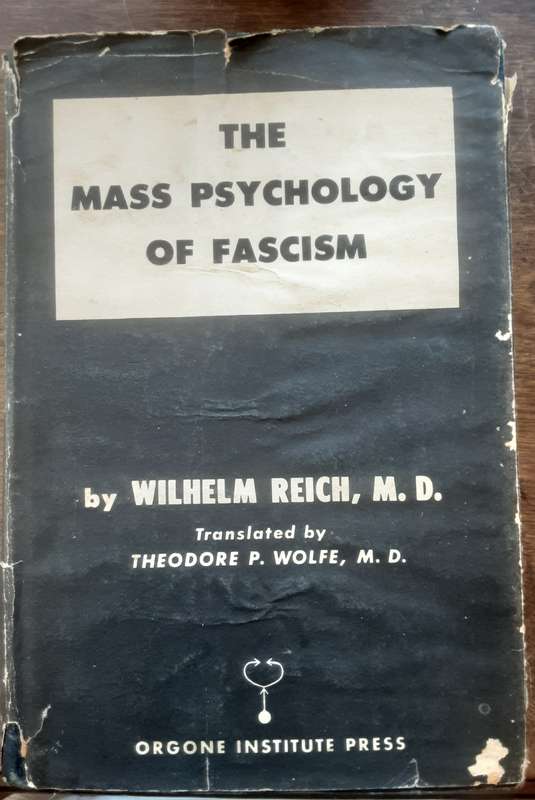 THE
MASS PSYCHOLOGY
OF FASCISM
by WILHELM REICH, M. D.
Translated by
THEODORE P. WOLFE, M. D.
ORGONE INSTITUTE PRESS